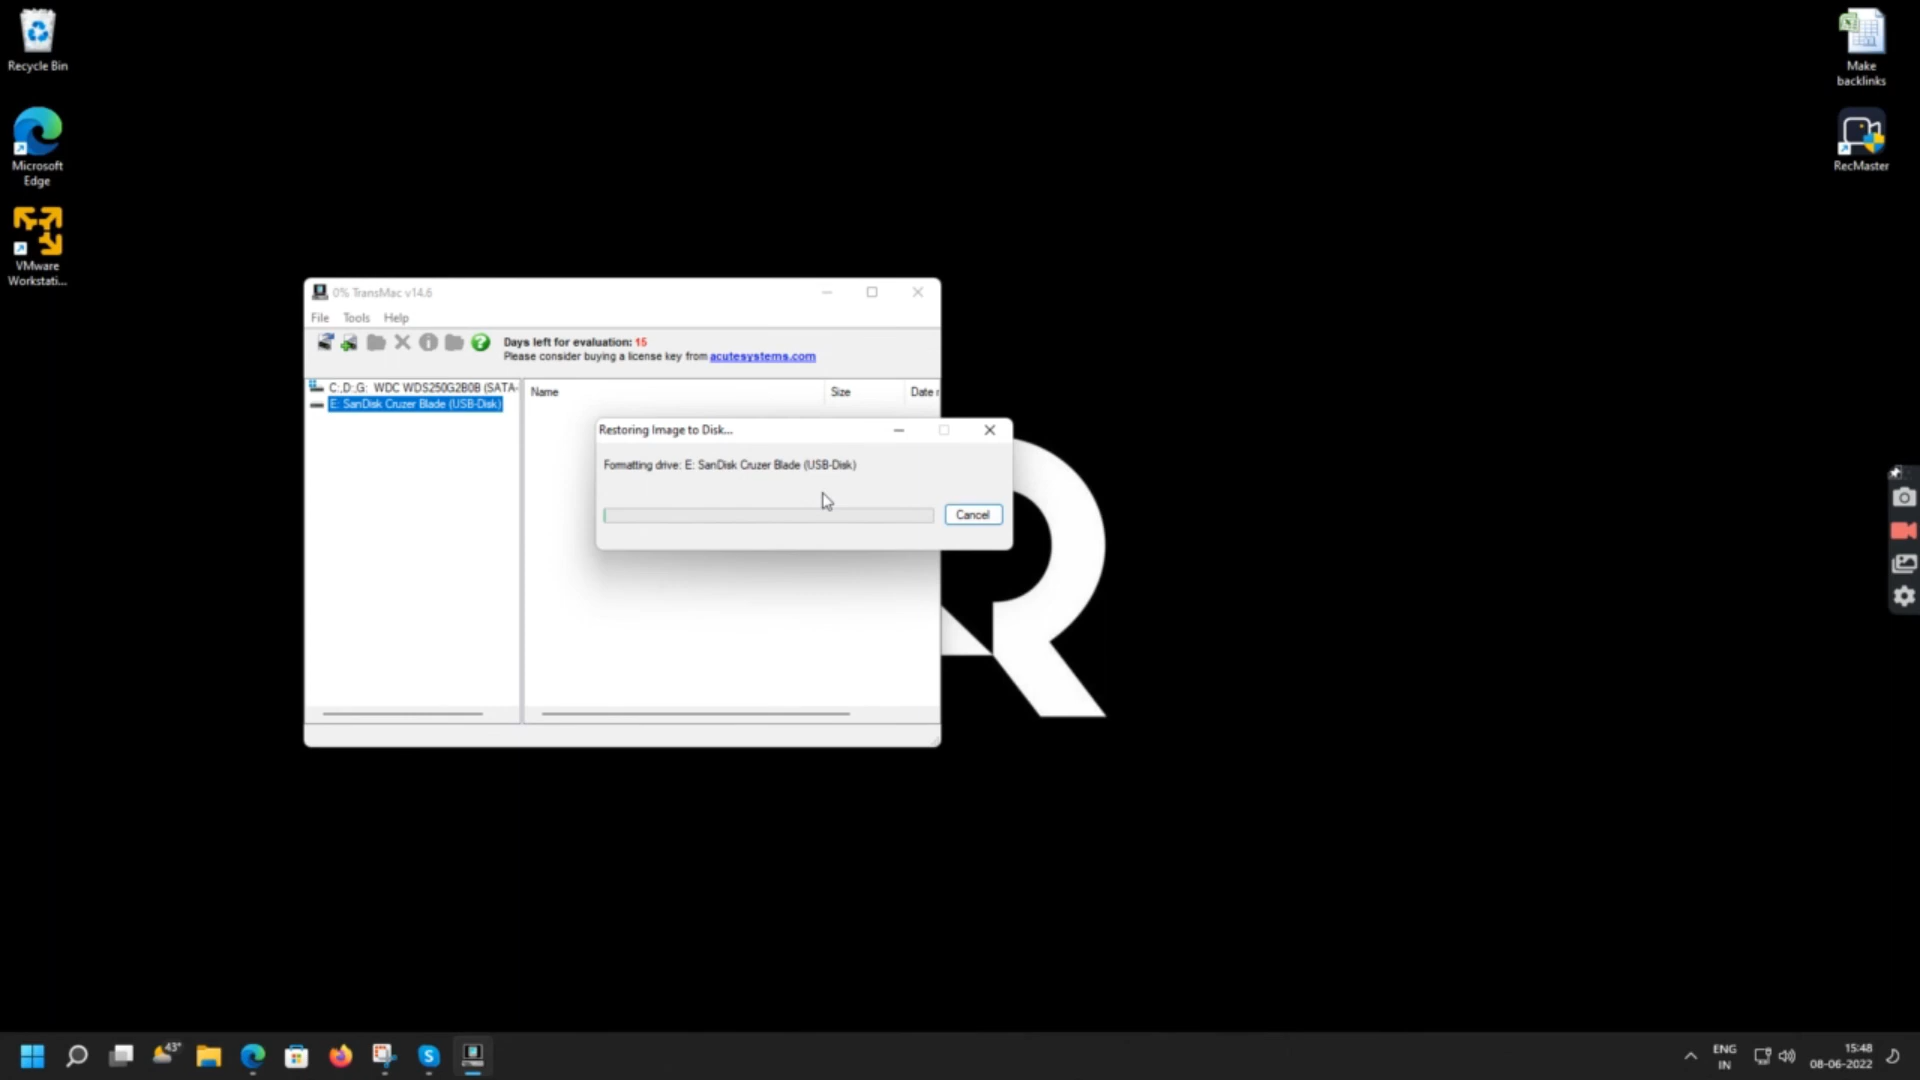 Recycle Bin
Microsoft
Edge
VMware
Workstati...
Make
backlinks
RecMaster
0% TransMac v14.6
File Tools Help
Days left for evaluation: 15
Please consider buying a license key from acutesystems.com
C:,D:,G: WDC WDS250G2B0B (SATA-
E: SanDisk Cruzer Blade (USB-Disk)
Name Size Date
Restoring Image to Disk...
Formatting drive: E: SanDisk Cruzer Blade (USB-Disk)
Cancel
R
43°
S
ENG
IN
15:48
08-06-2022